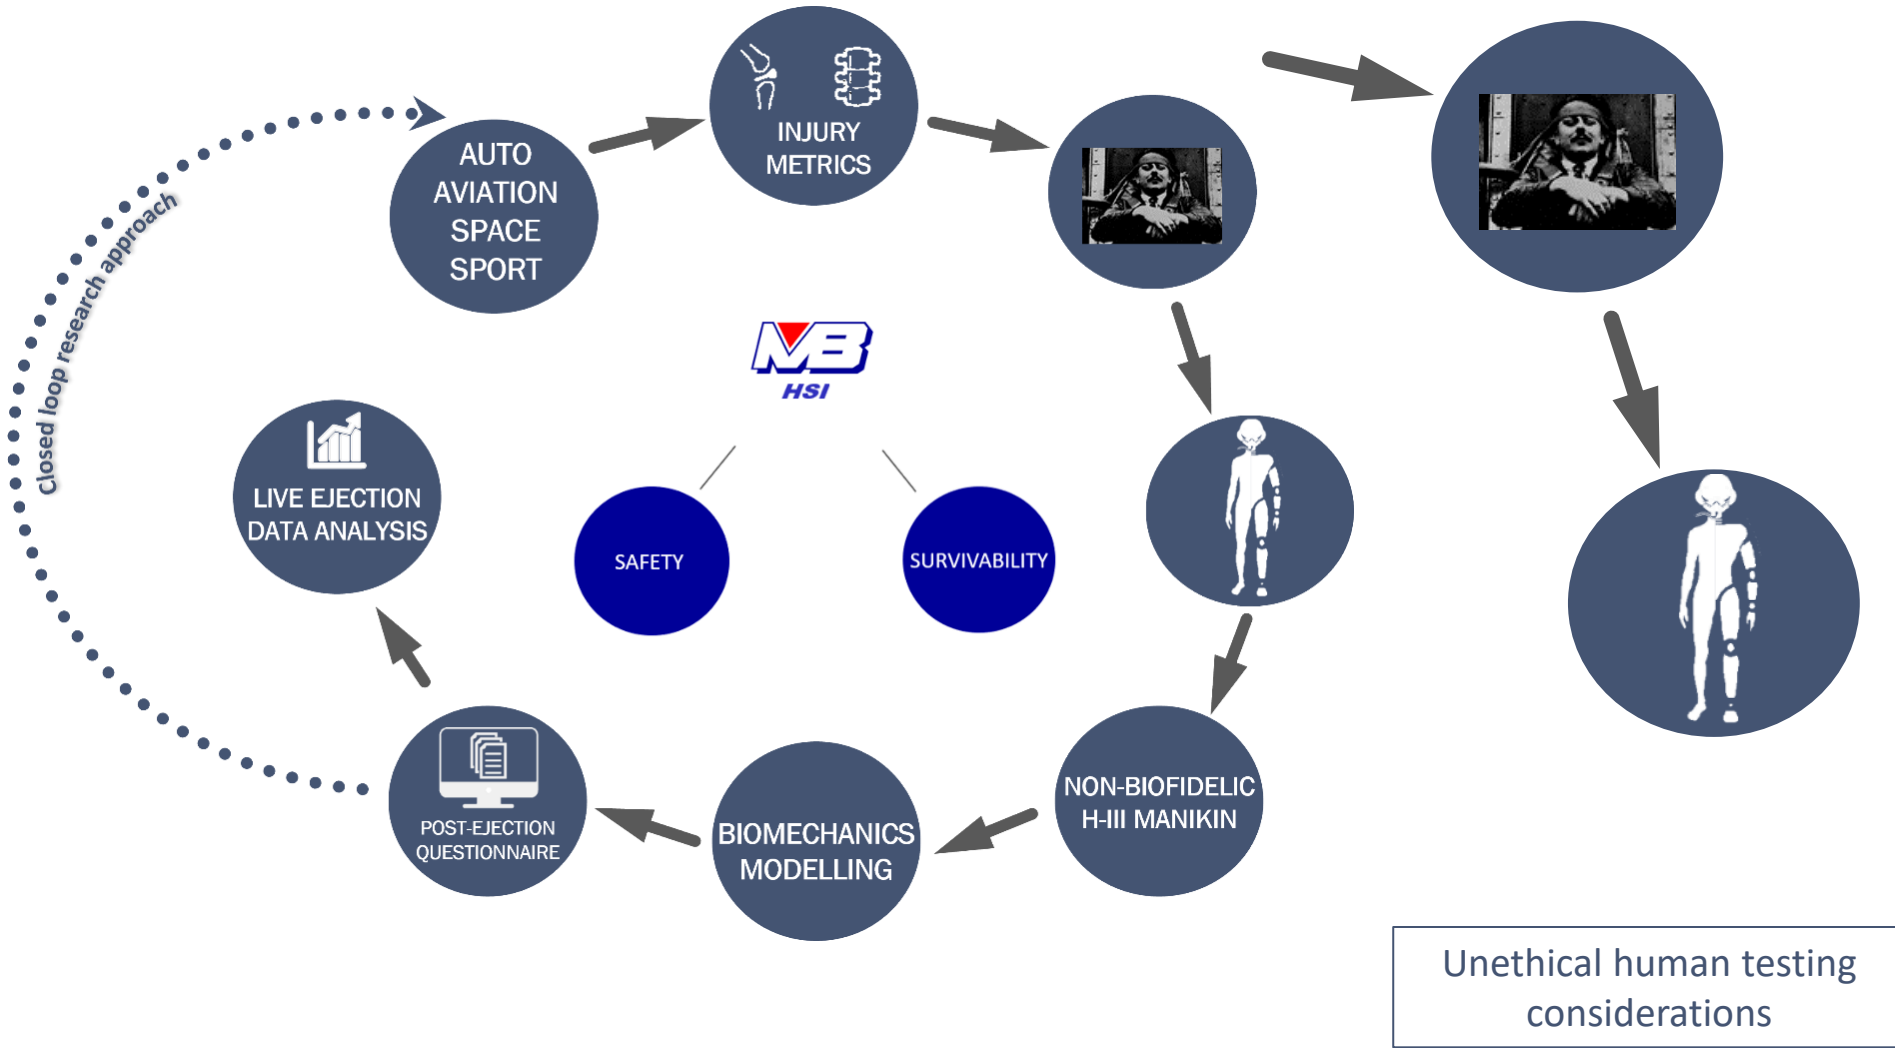 AUTO
AVIATION
SPACE
SPORT
INJURY
METRICS
Closed loop research approach
MB
HSI
LIVE EJECTION
DATA ANALYSIS
SAFETY
SURVIVABILITY
NON-BIOFIDELIC
H-III MANIKIN
BIOMECHANICS
MODELLING
POST-EJECTION
QUESTIONNAIRE
Unethical human testing
considerations